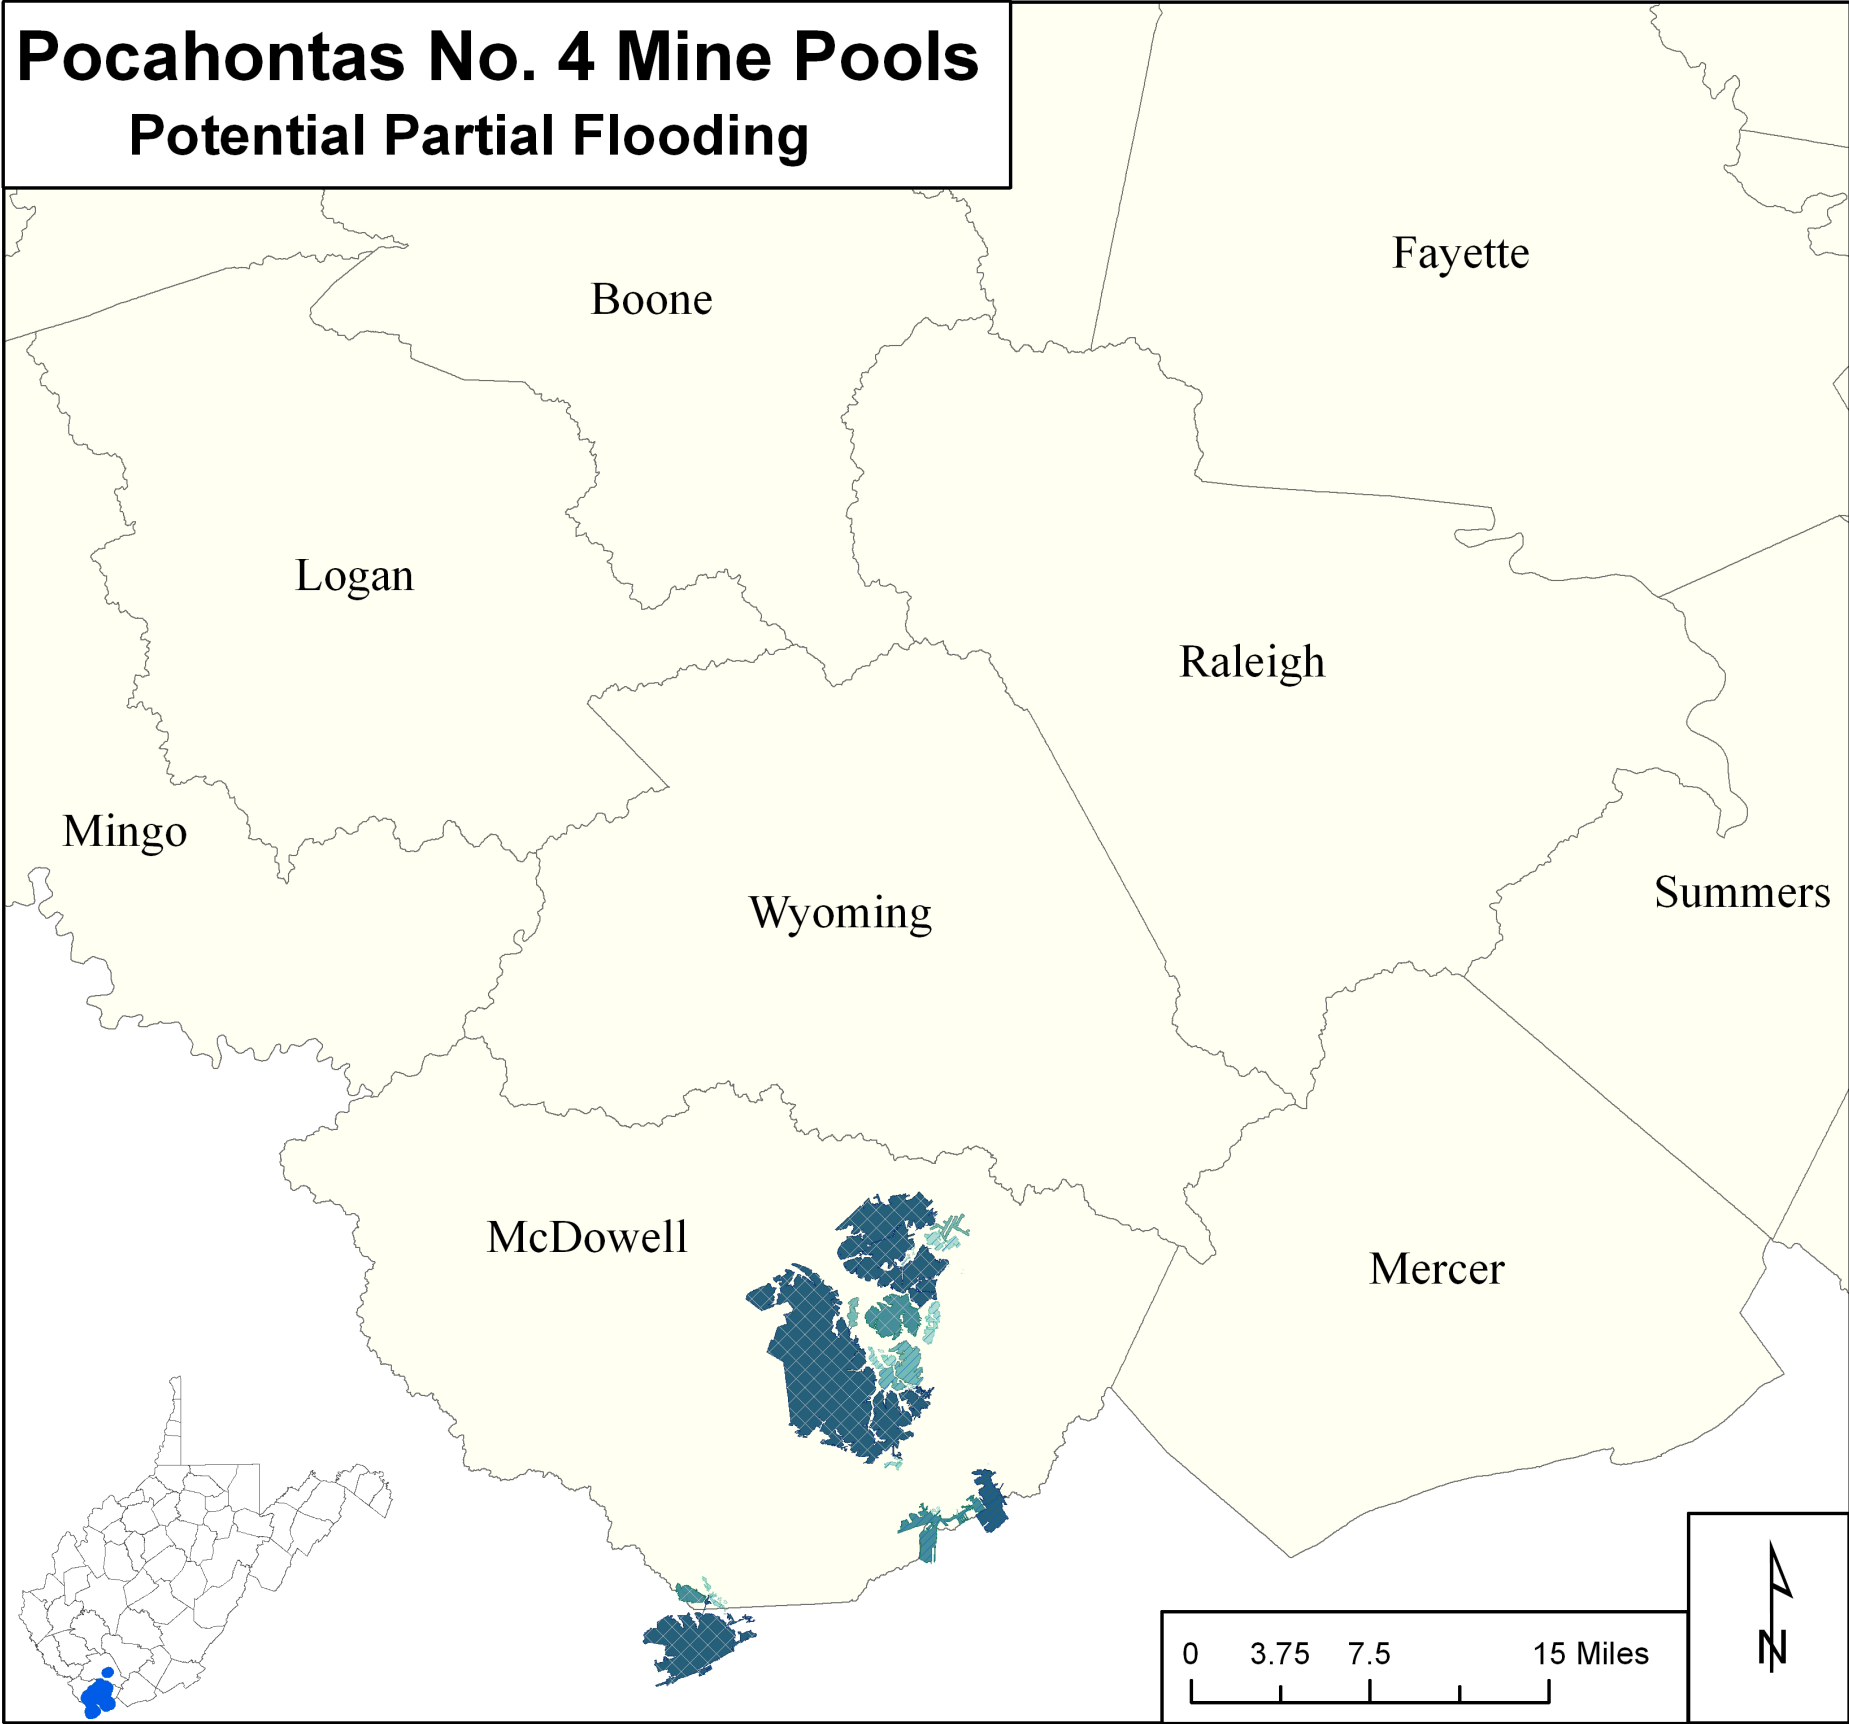 Pocahontas No. 4 Mine Pools
Potential Partial Flooding
Fayette
Boone
Logan
Raleigh
Mingo
Summers
Wyoming
McDowell
Mercer
0 3.75 7.5 15 Miles
N